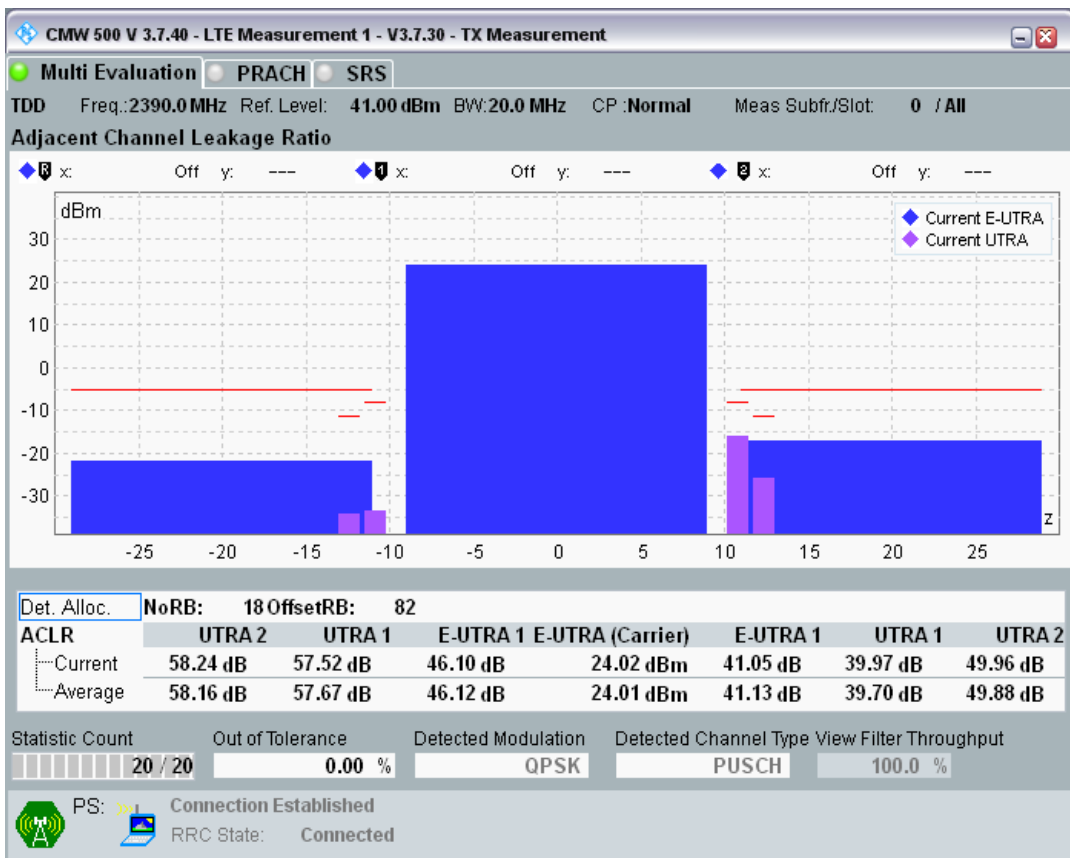 CMW 500 V 3.7.40 - LTE Measurement 1 - V3.7.30 - TX Measurement
Multi Evaluation PRACH SRS
TDD Freq.:2390.0 MHz Ref. Level: 41.00 dBm BW:20.0 MHz CP :Normal Meas Subfr./Slot: 0 / All
Adjacent Channel Leakage Ratio
R x: Off y: --- 1 x: Off y: --- 2 x: Off y: ---
dBm
Current E-UTRA
Current UTRA
30
20
10
0
-10
-20
-30
z
-25 -20 -15 -10 -5 0 5 10 15 20 25
Det. Alloc. NoRB: 18 OffsetRB: 82
ACLR UTRA 2 UTRA 1 E-UTRA 1 E-UTRA (Carrier) E-UTRA 1 UTRA 1 UTRA 2
Current 58.24 dB 57.52 dB 46.10 dB 24.02 dBm 41.05 dB 39.97 dB 49.96 dB
Average 58.16 dB 57.67 dB 46.12 dB 24.01 dBm 41.13 dB 39.70 dB 49.88 dB
Statistic Count Out of Tolerance Detected Modulation Detected Channel Type View Filter Throughput
20 / 20 0.00 % QPSK PUSCH 100.0 %
PS: Connection Established
RRC State: Connected